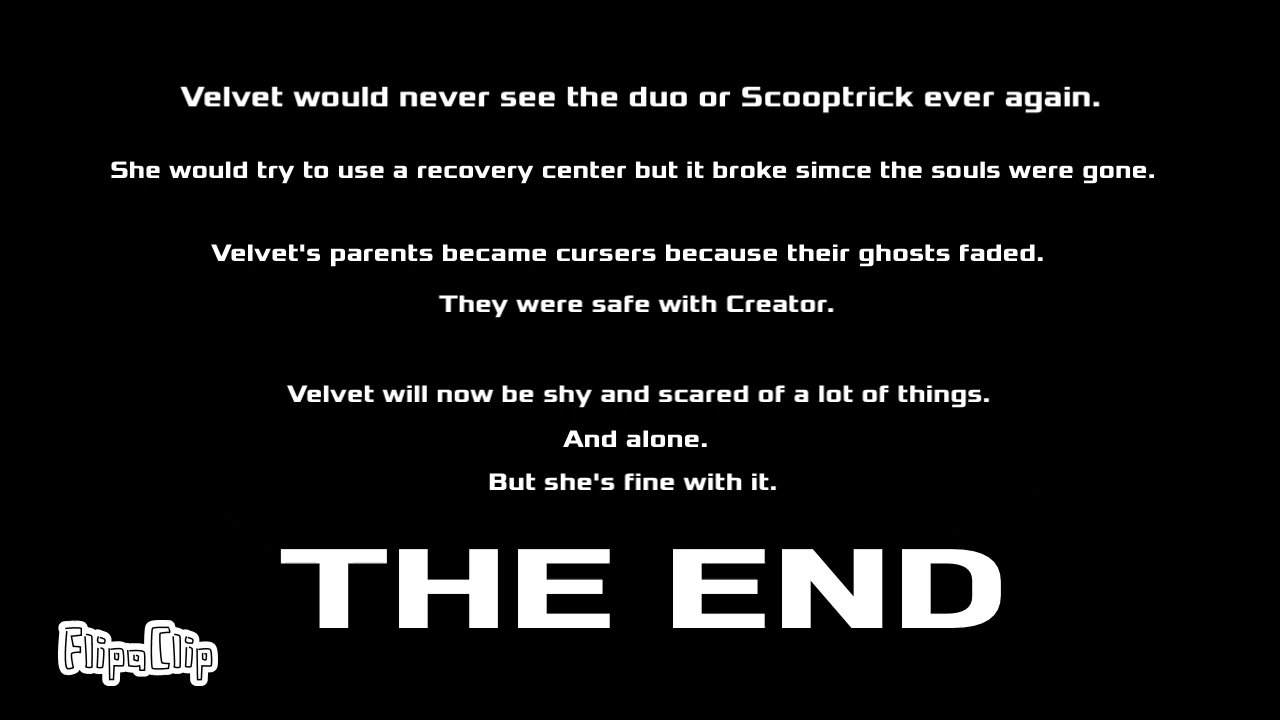 Velvet would never see the duo or Scooptrick ever again.
She would try to use a recovery center but it broke simce the souls were gone.
Velvet's parents became cursers because their ghosts faded.
They were safe with Creator.
Velvet will now be shy and scared of a lot of things.
And alone.
But she's fine with it.
THE END
FlipaClip